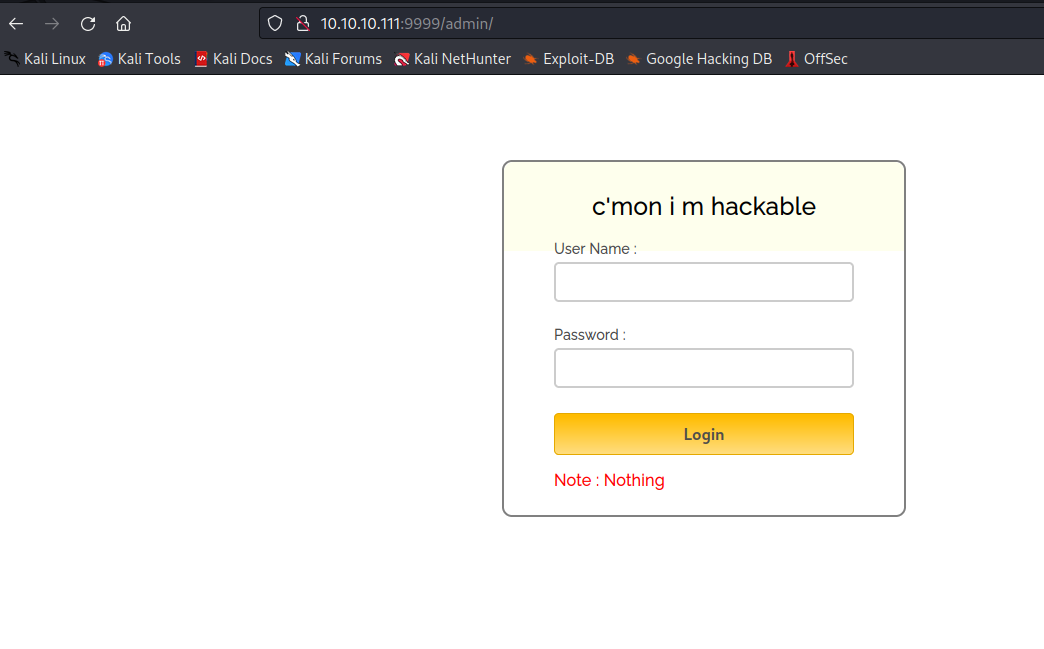 10.10.10.111:9999/admin/
Kali Linux Kali Tools Kali Docs Kali Forums Kali NetHunter Exploit-DB Google Hacking DB OffSec
c'mon i m hackable
User Name :
Password :
Login
Note : Nothing